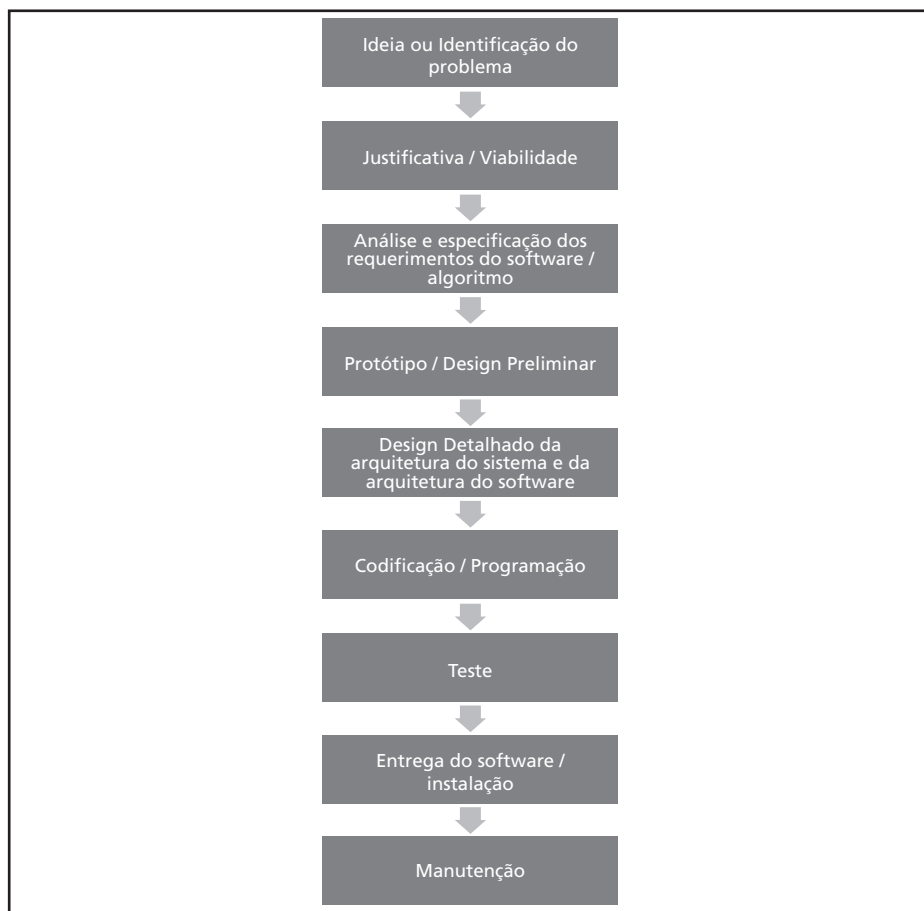 Ideia ou Identificação do
problema
Justificativa / Viabilidade
Análise e especificação dos
requerimentos do software /
algoritmo
Protótipo / Design Preliminar
Design Detalhado da
arquitetura do sistema e da
arquitetura do software
Codificação / Programação
Teste
Entrega do software /
instalação
Manutenção